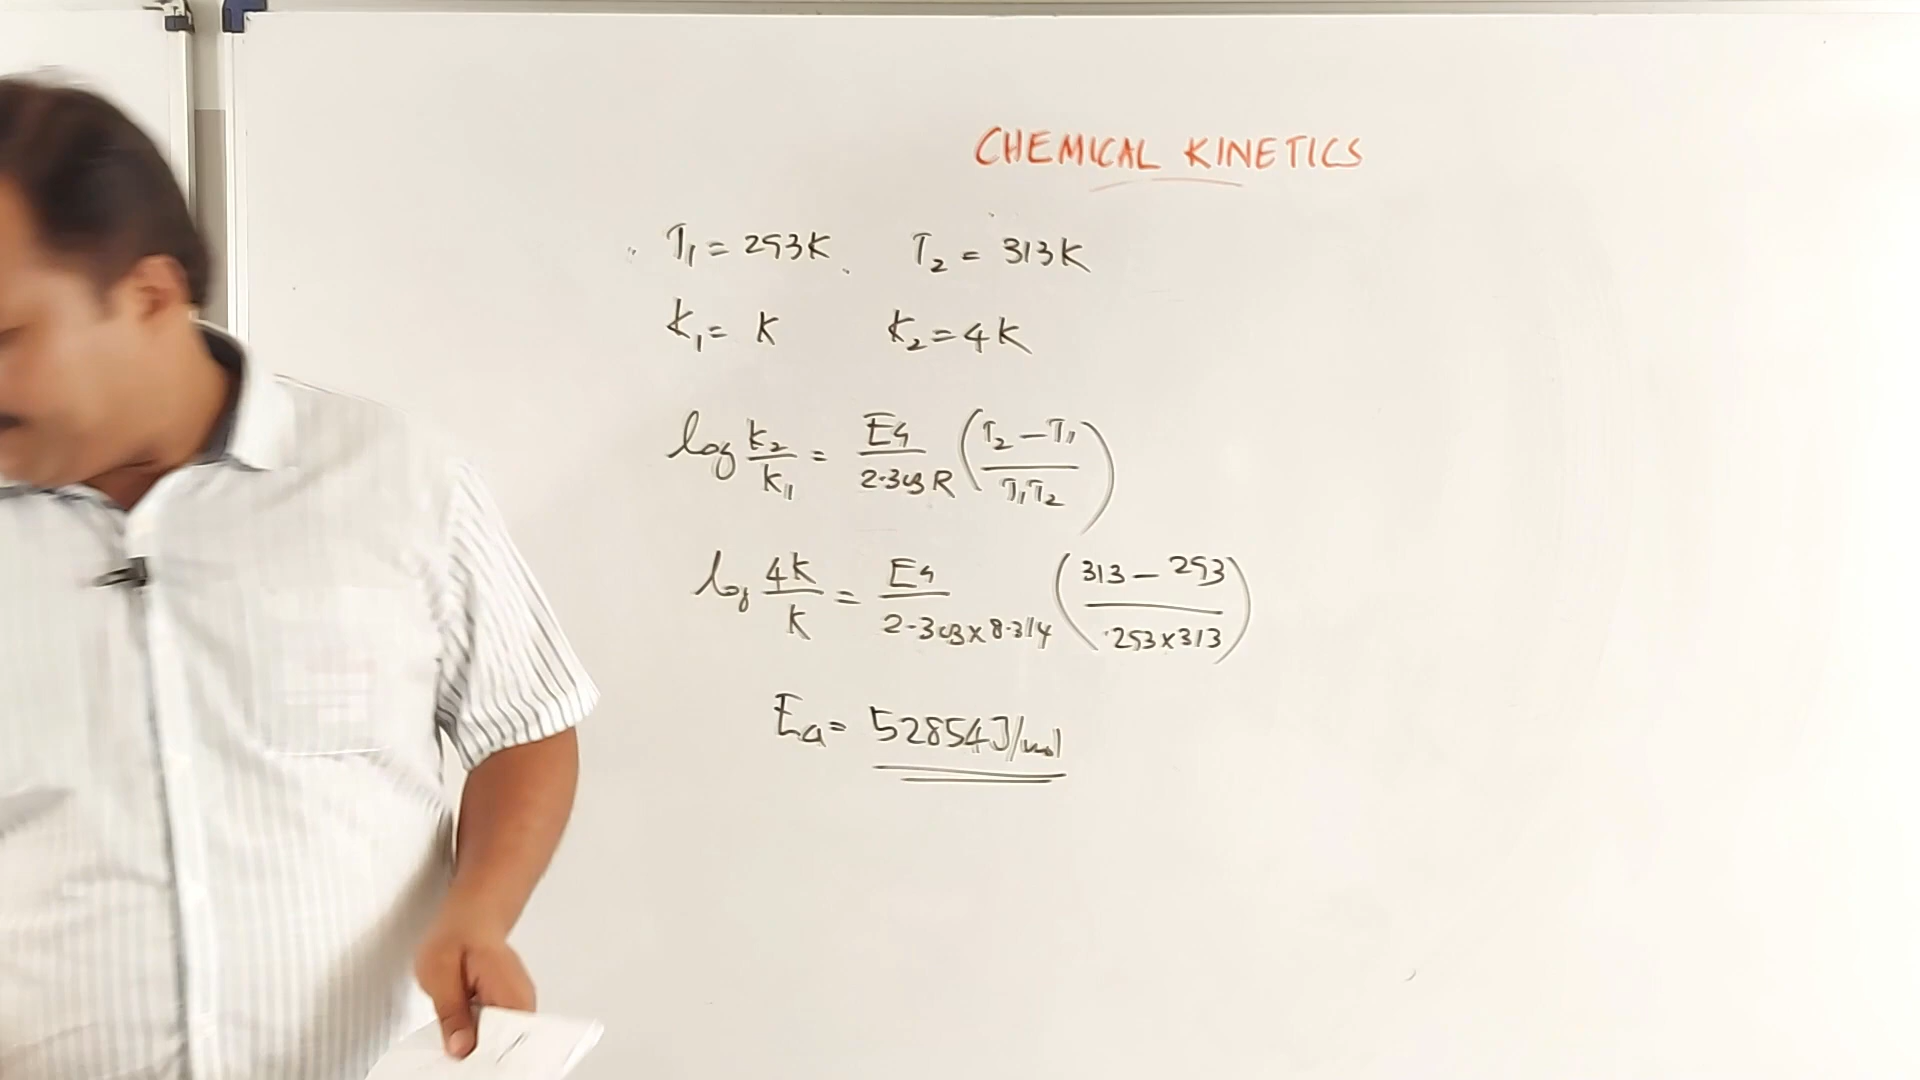 CHEMICAL KINETICS
T₁ = 293K   T₂ = 313K
K₁ = K   K₂ = 4K
log K₂/K₁ = Ea/2.303R (T₂ − T₁/T₁T₂)
log 4K/K = Ea/2.303 × 8.314 (313 − 293/293 × 313)
Ea = 52854 J/mol